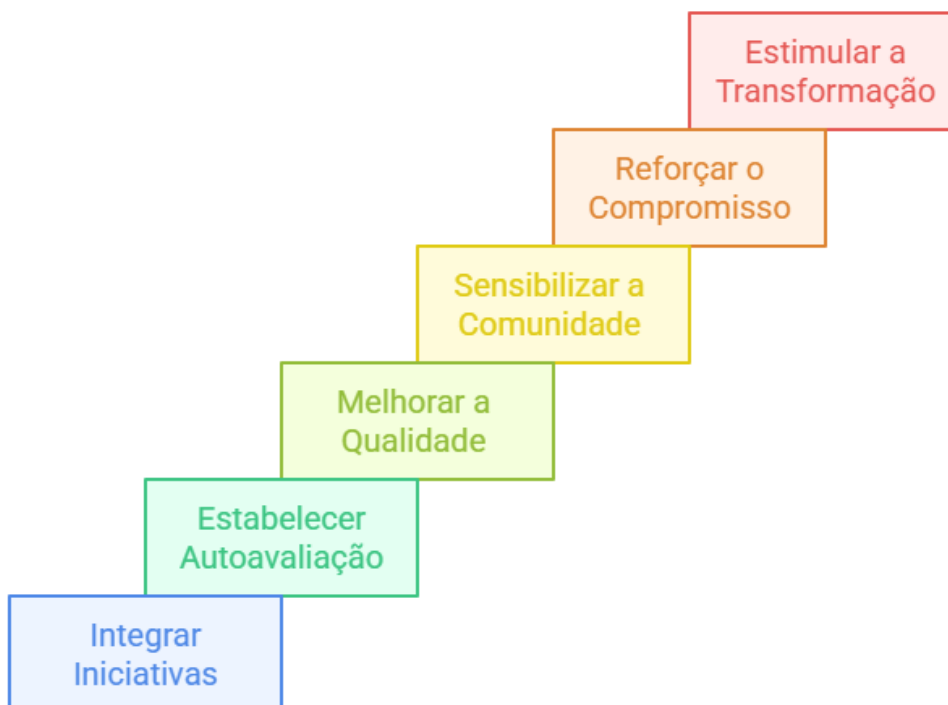 Estimular a
Transformação
Reforçar o
Compromisso
Sensibilizar a
Comunidade
Melhorar a
Qualidade
Estabelecer
Autoavaliação
Integrar
Iniciativas